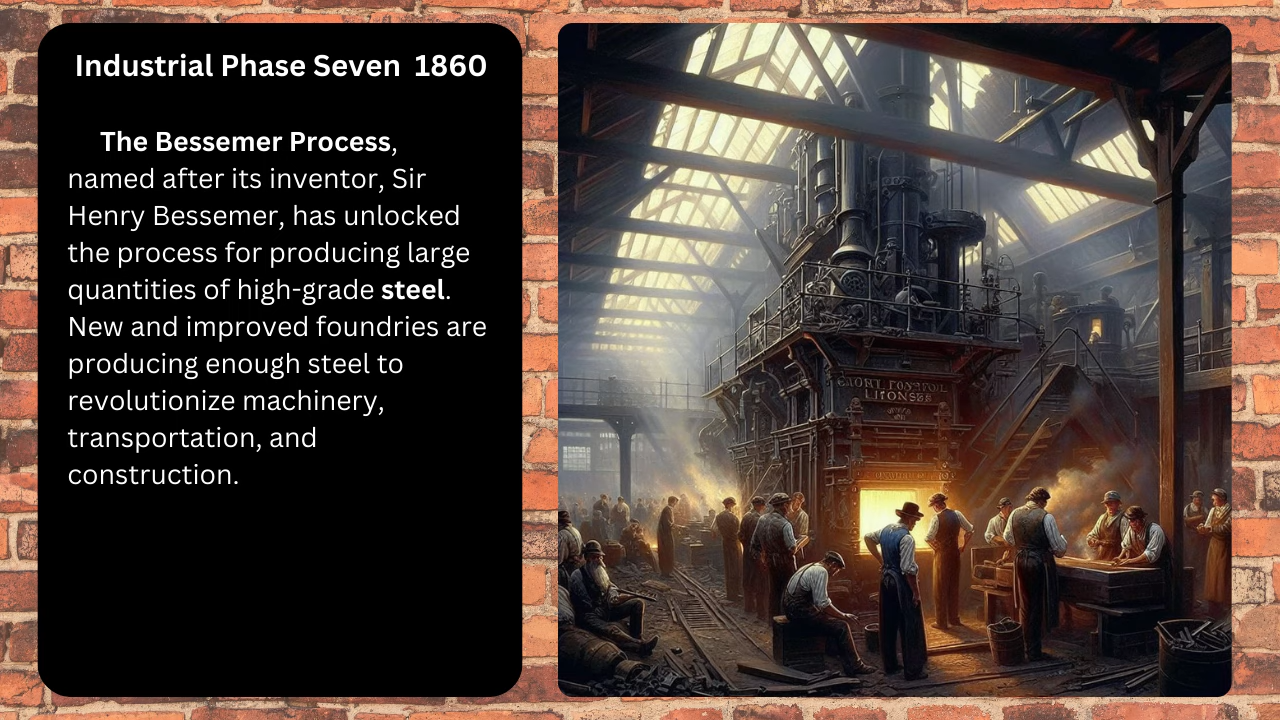 Industrial Phase Seven 1860
The Bessemer Process,
named after its inventor, Sir
Henry Bessemer, has unlocked
the process for producing large
quantities of high-grade steel.
New and improved foundries are
producing enough steel to
revolutionize machinery,
transportation, and
construction.